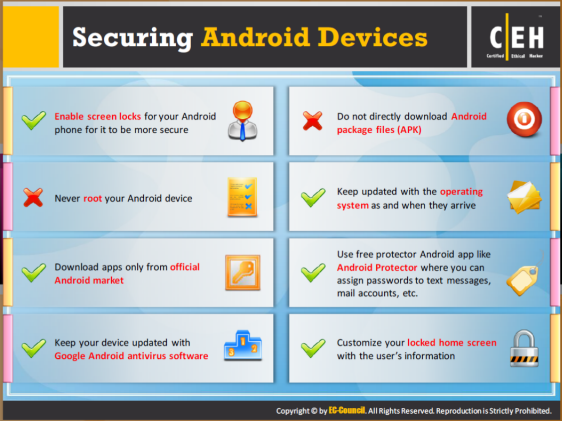 Securing Android Devices
C|EH
Certified Ethical Hacker
Enable screen locks for your Android
phone for it to be more secure
Do not directly download Android
package files (APK)
Never root your Android device
Keep updated with the operating
system as and when they arrive
Download apps only from official
Android market
Use free protector Android app like
Android Protector where you can
assign passwords to text messages,
mail accounts, etc.
Keep your device updated with
Google Android antivirus software
Customize your locked home screen
with the user's information
Copyright © by EC-Council. All Rights Reserved. Reproduction is Strictly Prohibited.